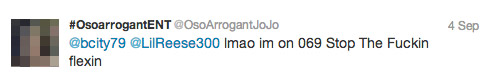 #OsoarrogantENT @OsoArrogantJoJo 4 Sep
@bcity79 @LilReese300 lmao im on 069 Stop The Fuckin
flexin